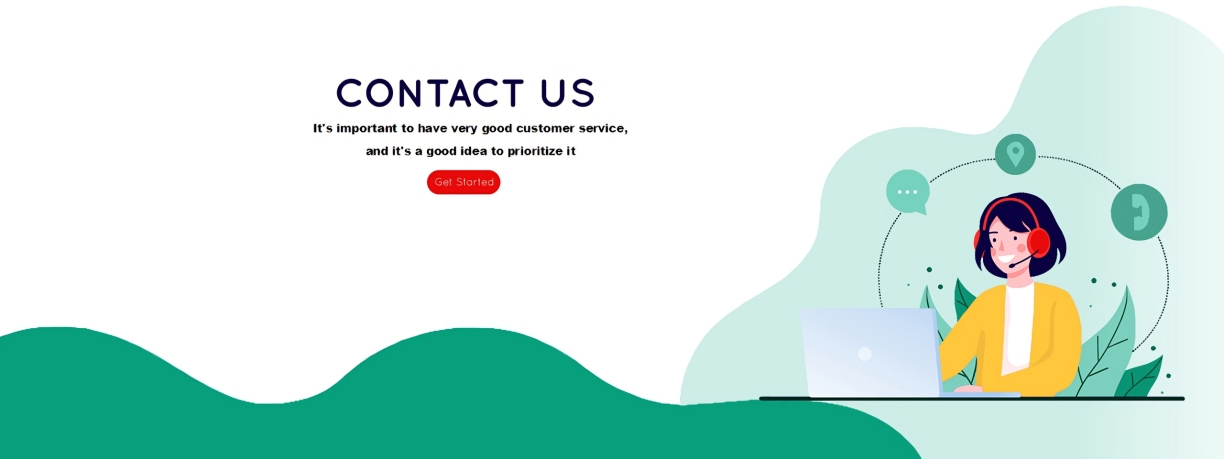 CONTACT US
It's important to have very good customer service,
and it's a good idea to prioritize it
Get Started